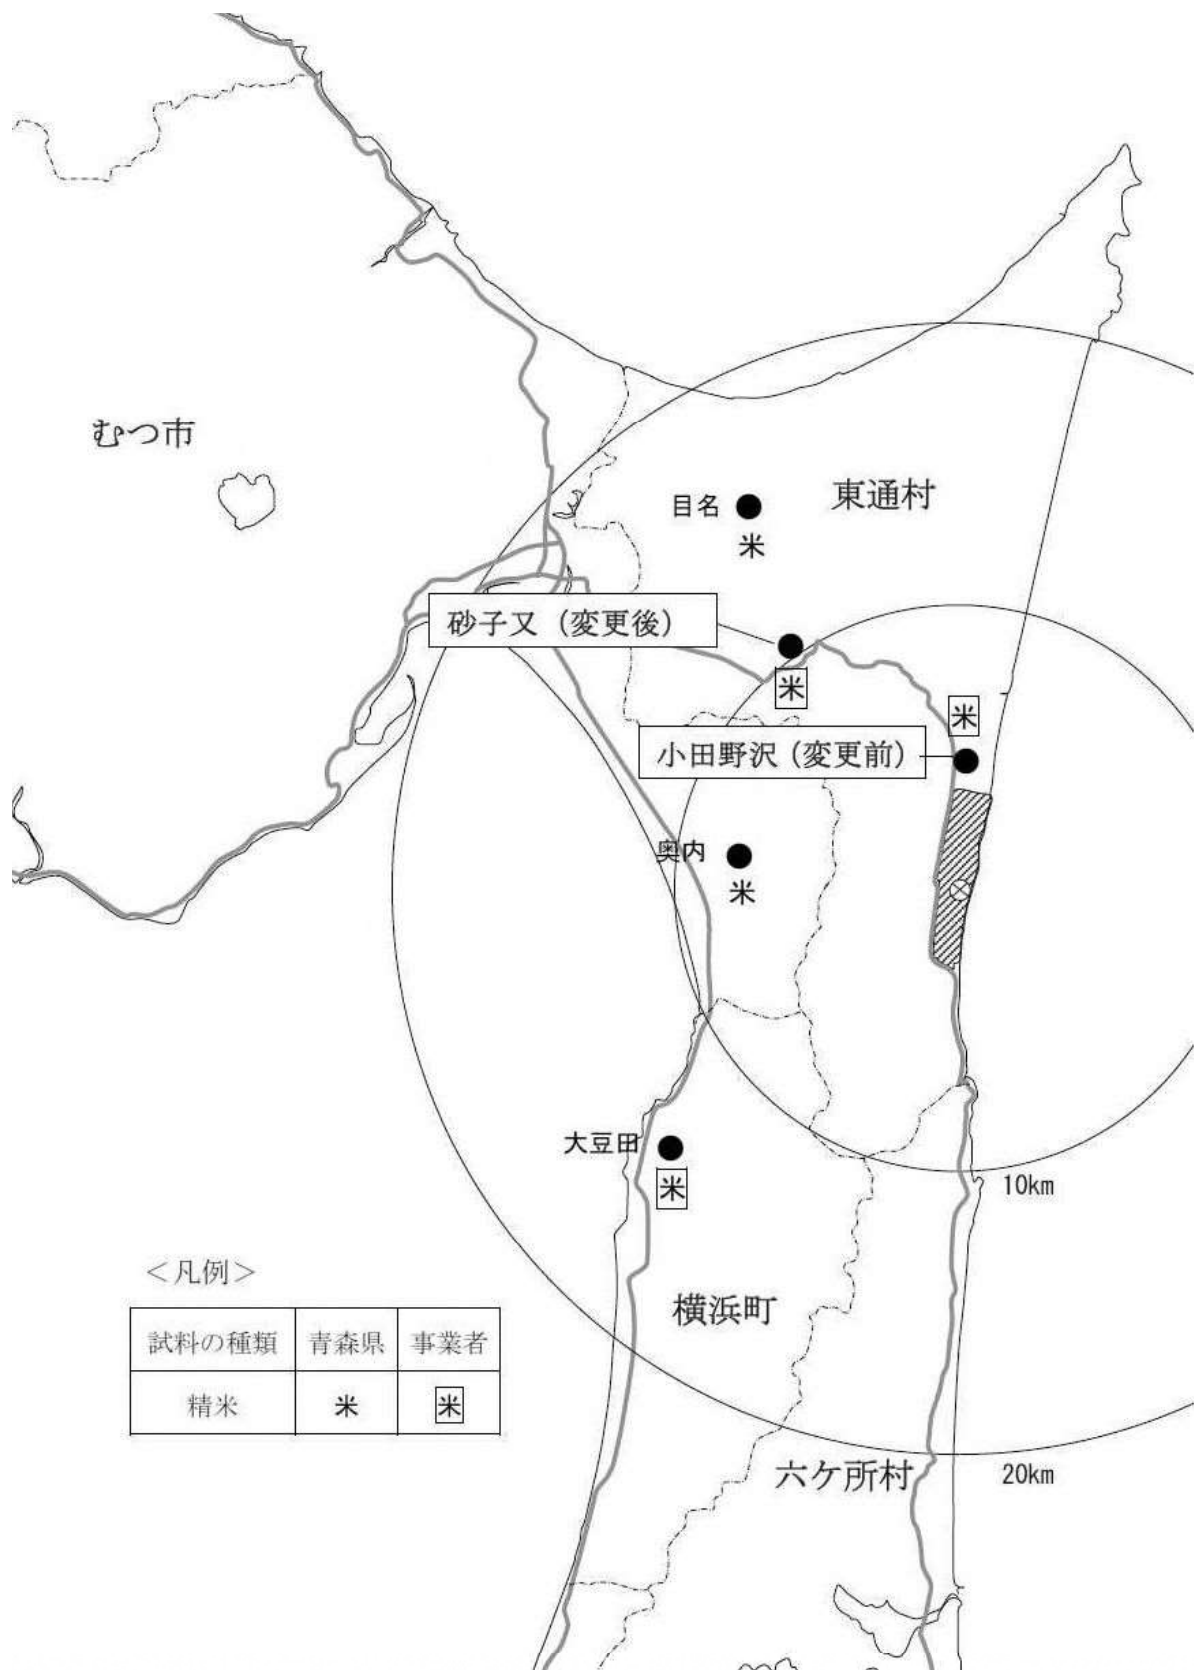 むつ市
東通村
目名
米
砂子又（変更後）
米
米
小田野沢（変更前）
奥内
米
大豆田
米
10km
＜凡例＞
横浜町
試料の種類 青森県 事業者
精米 米 米
六ケ所村
20km